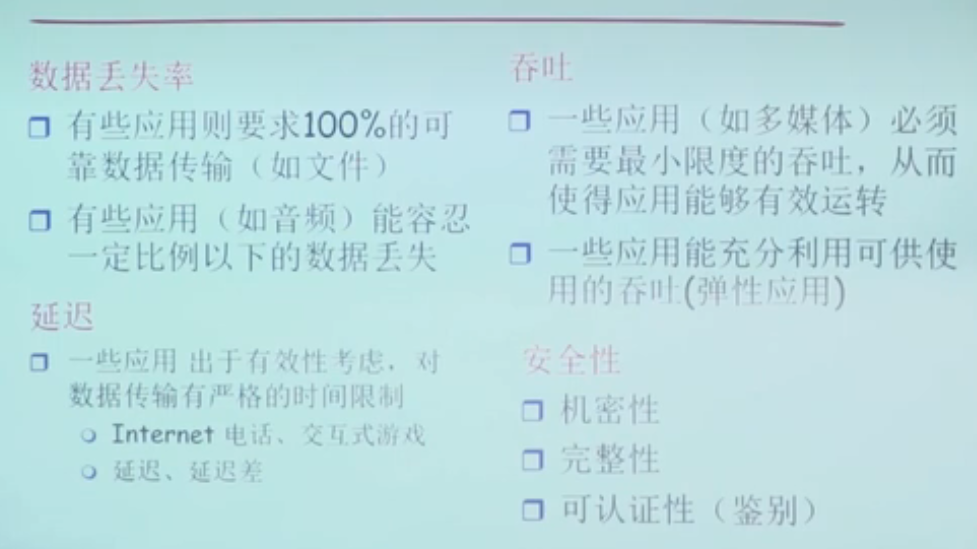 数据丢失率
有些应用则要求100%的可
靠数据传输（如文件）
有些应用（如音频）能容忍
一定比例以下的数据丢失
延迟
一些应用 出于有效性考虑，对
数据传输有严格的时间限制
Internet 电话、交互式游戏
延迟、延迟差
吞吐
一些应用（如多媒体）必须
需要最小限度的吞吐，从而
使得应用能够有效运转
一些应用能充分利用可供使
用的吞吐(弹性应用)
安全性
机密性
完整性
可认证性（鉴别）